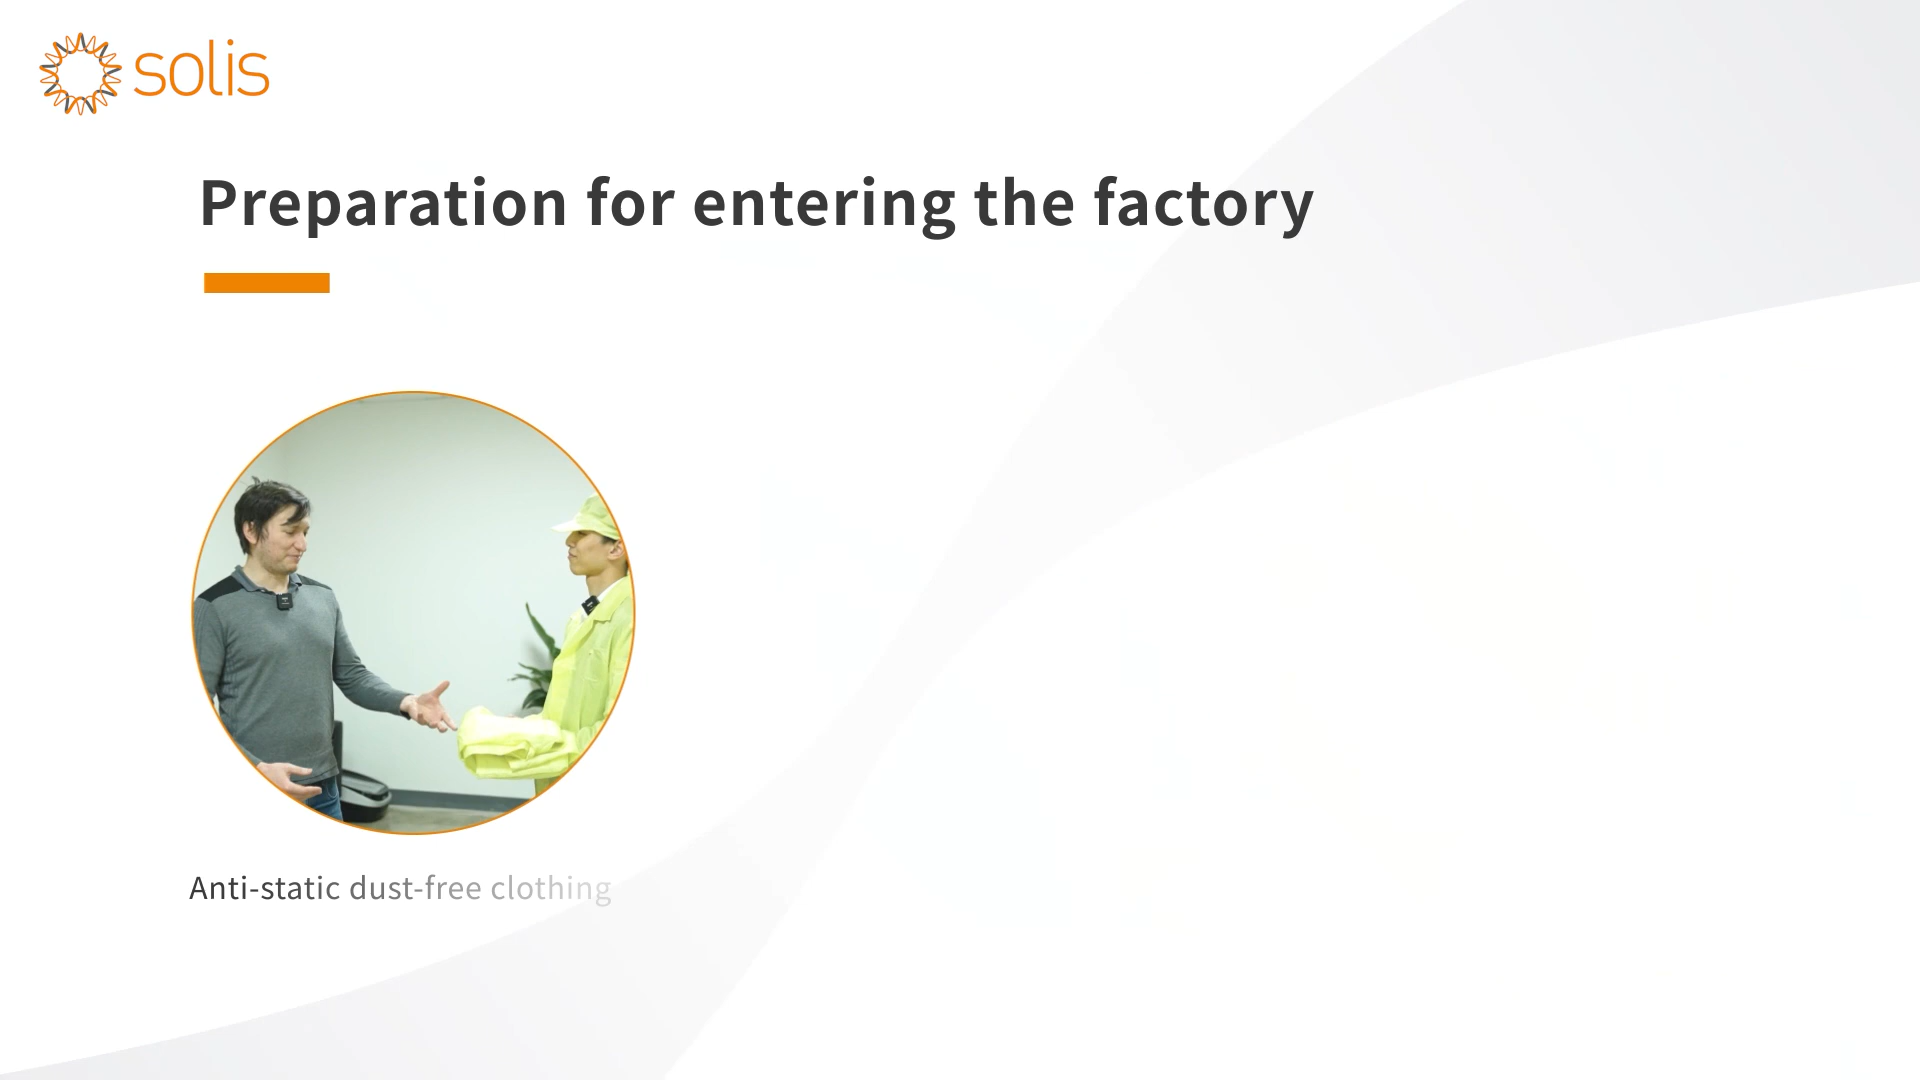 solis
Preparation for entering the factory
Anti-static dust-free clothing